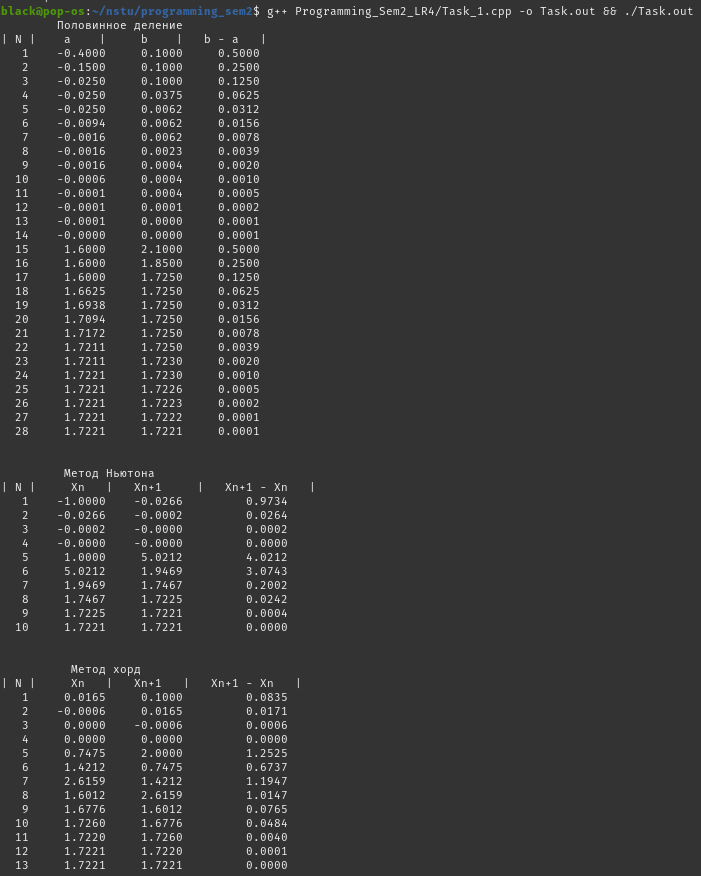 black@pop-os:~/nstu/programming_sem2$ g++ Programming_Sem2_LR4/Task_1.cpp -o Task.out && ./Task.out
Половинное деление
| N | a | b | b - a |
1 -0.4000 0.1000 0.5000
2 -0.1500 0.1000 0.2500
3 -0.0250 0.1000 0.1250
4 -0.0250 0.0375 0.0625
5 -0.0250 0.0062 0.0312
6 -0.0094 0.0062 0.0156
7 -0.0016 0.0062 0.0078
8 -0.0016 0.0023 0.0039
9 -0.0016 0.0004 0.0020
10 -0.0006 0.0004 0.0010
11 -0.0001 0.0004 0.0005
12 -0.0001 0.0001 0.0002
13 -0.0001 0.0000 0.0001
14 -0.0000 0.0000 0.0001
15 1.6000 2.1000 0.5000
16 1.6000 1.8500 0.2500
17 1.6000 1.7250 0.1250
18 1.6625 1.7250 0.0625
19 1.6938 1.7250 0.0312
20 1.7094 1.7250 0.0156
21 1.7172 1.7250 0.0078
22 1.7211 1.7250 0.0039
23 1.7211 1.7230 0.0020
24 1.7221 1.7230 0.0010
25 1.7221 1.7226 0.0005
26 1.7221 1.7223 0.0002
27 1.7221 1.7222 0.0001
28 1.7221 1.7221 0.0001
Метод Ньютона
| N | Xn | Xn+1 | Xn+1 - Xn |
1 -1.0000 -0.0266 0.9734
2 -0.0266 -0.0002 0.0264
3 -0.0002 -0.0000 0.0002
4 -0.0000 -0.0000 0.0000
5 1.0000 5.0212 4.0212
6 5.0212 1.9469 3.0743
7 1.9469 1.7467 0.2002
8 1.7467 1.7225 0.0242
9 1.7225 1.7221 0.0004
10 1.7221 1.7221 0.0000
Метод хорд
| N | Xn | Xn+1 | Xn+1 - Xn |
1 0.0165 0.1000 0.0835
2 -0.0006 0.0165 0.0171
3 0.0000 -0.0006 0.0006
4 0.0000 0.0000 0.0000
5 0.7475 2.0000 1.2525
6 1.4212 0.7475 0.6737
7 2.6159 1.4212 1.1947
8 1.6012 2.6159 1.0147
9 1.6776 1.6012 0.0765
10 1.7260 1.6776 0.0484
11 1.7220 1.7260 0.0040
12 1.7221 1.7220 0.0001
13 1.7221 1.7221 0.0000